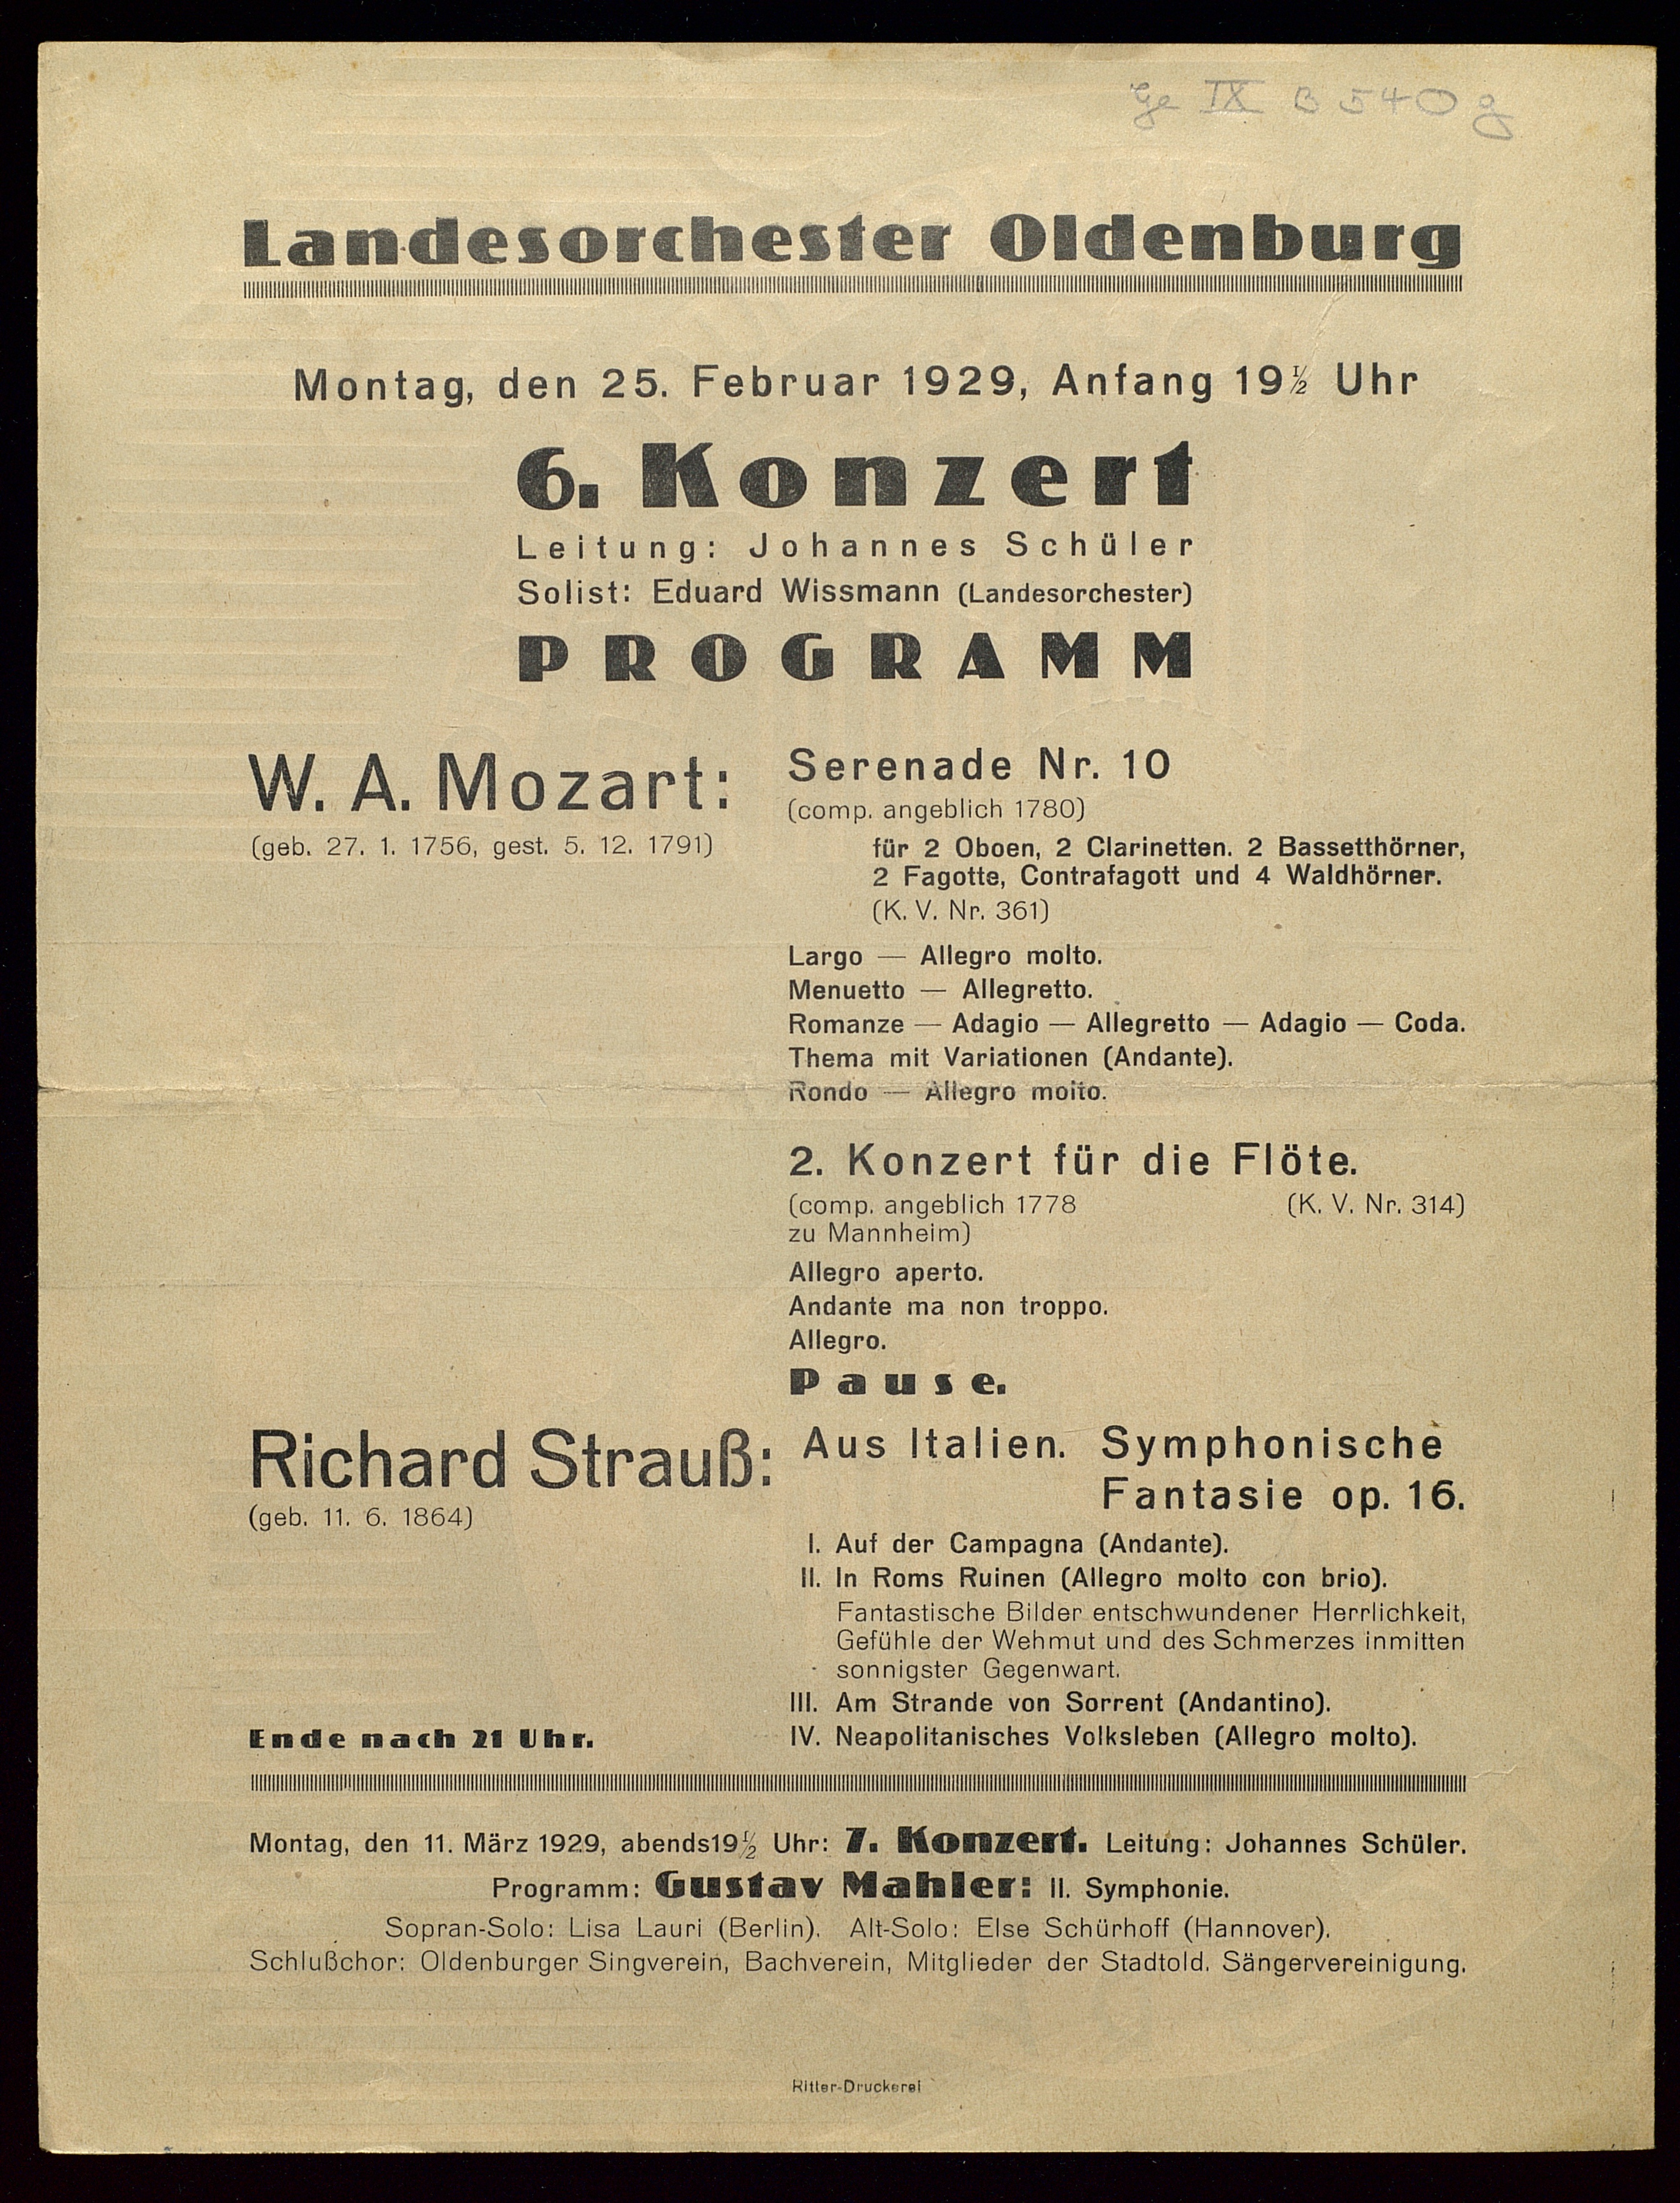 Ge IX B 540 g
Landesorchester Oldenburg
Montag, den 25. Februar 1929, Anfang 19½ Uhr
6. Konzert
Leitung: Johannes Schüler
Solist: Eduard Wissmann (Landesorchester)
PROGRAMM
W. A. Mozart:
(geb. 27. 1. 1756, gest. 5. 12. 1791)
Serenade Nr. 10
(comp. angeblich 1780)
für 2 Oboen, 2 Clarinetten. 2 Bassetthörner,
2 Fagotte, Contrafagott und 4 Waldhörner.
(K. V. Nr. 361)
Largo — Allegro molto.
Menuetto — Allegretto.
Romanze — Adagio — Allegretto — Adagio — Coda.
Thema mit Variationen (Andante).
Rondo — Allegro molto.
2. Konzert für die Flöte.
(comp. angeblich 1778 (K. V. Nr. 314)
zu Mannheim)
Allegro aperto.
Andante ma non troppo.
Allegro.
Pause.
Richard Strauß:
(geb. 11. 6. 1864)
Aus Italien. Symphonische
Fantasie op. 16.
I. Auf der Campagna (Andante).
II. In Roms Ruinen (Allegro molto con brio).
Fantastische Bilder entschwundener Herrlichkeit,
Gefühle der Wehmut und des Schmerzes inmitten
sonnigster Gegenwart.
III. Am Strande von Sorrent (Andantino).
IV. Neapolitanisches Volksleben (Allegro molto).
Ende nach 21 Uhr.
Montag, den 11. März 1929, abends19½ Uhr: 7. Konzert. Leitung: Johannes Schüler.
Programm: Gustav Mahler: II. Symphonie.
Sopran-Solo: Lisa Lauri (Berlin). Alt-Solo: Else Schürhoff (Hannover).
Schlußchor: Oldenburger Singverein, Bachverein, Mitglieder der Stadtold. Sängervereinigung.
Ritter-Druckerei